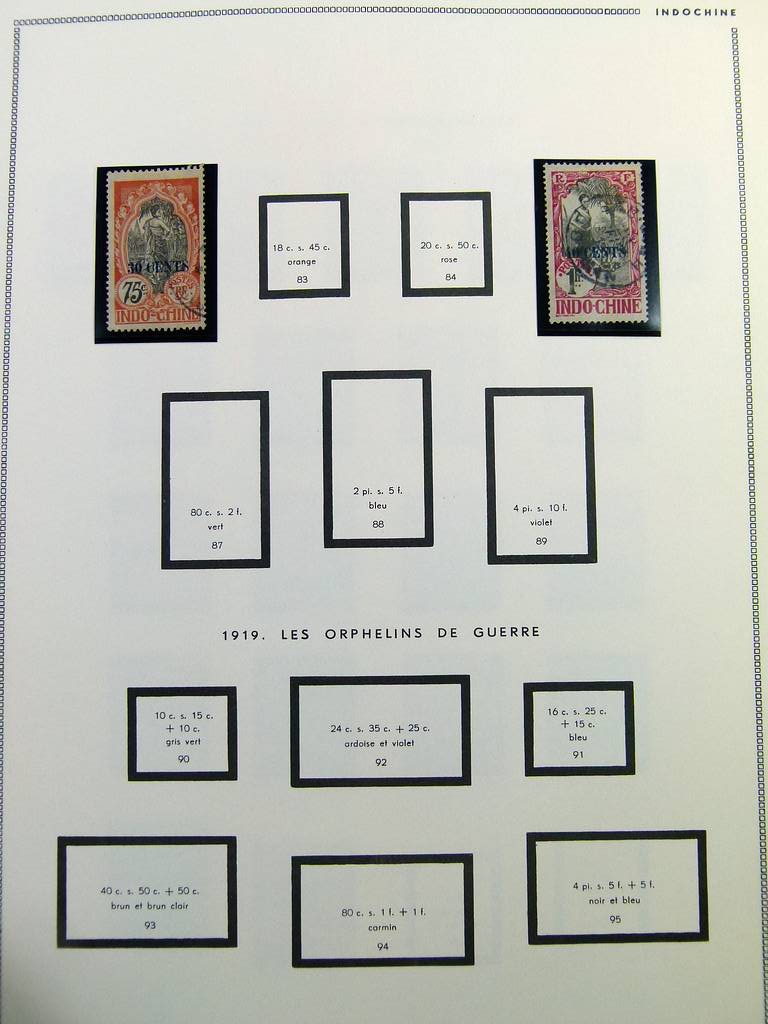 INDOCHINE
30 CENTS
75c
INDO-CHINE
18 c. s. 45 c.
orange
83
20 c. s. 50 c.
rose
84
R F
CENTS
INDO-CHINE
80 c. s. 2 f.
vert
87
2 pi. s. 5 f.
bleu
88
4 pi. s. 10 f.
violet
89
1919. LES ORPHELINS DE GUERRE
10 c. s. 15 c.
+ 10 c.
gris vert
90
24 c. s. 35 c. + 25 c.
ardoise et violet
92
16 c. s. 25 c.
+ 15 c.
bleu
91
40 c. s. 50 c. + 50 c.
brun et brun clair
93
80 c. s. 1 f. + 1 f.
carmin
94
4 pi. s. 5 f. + 5 f.
noir et bleu
95